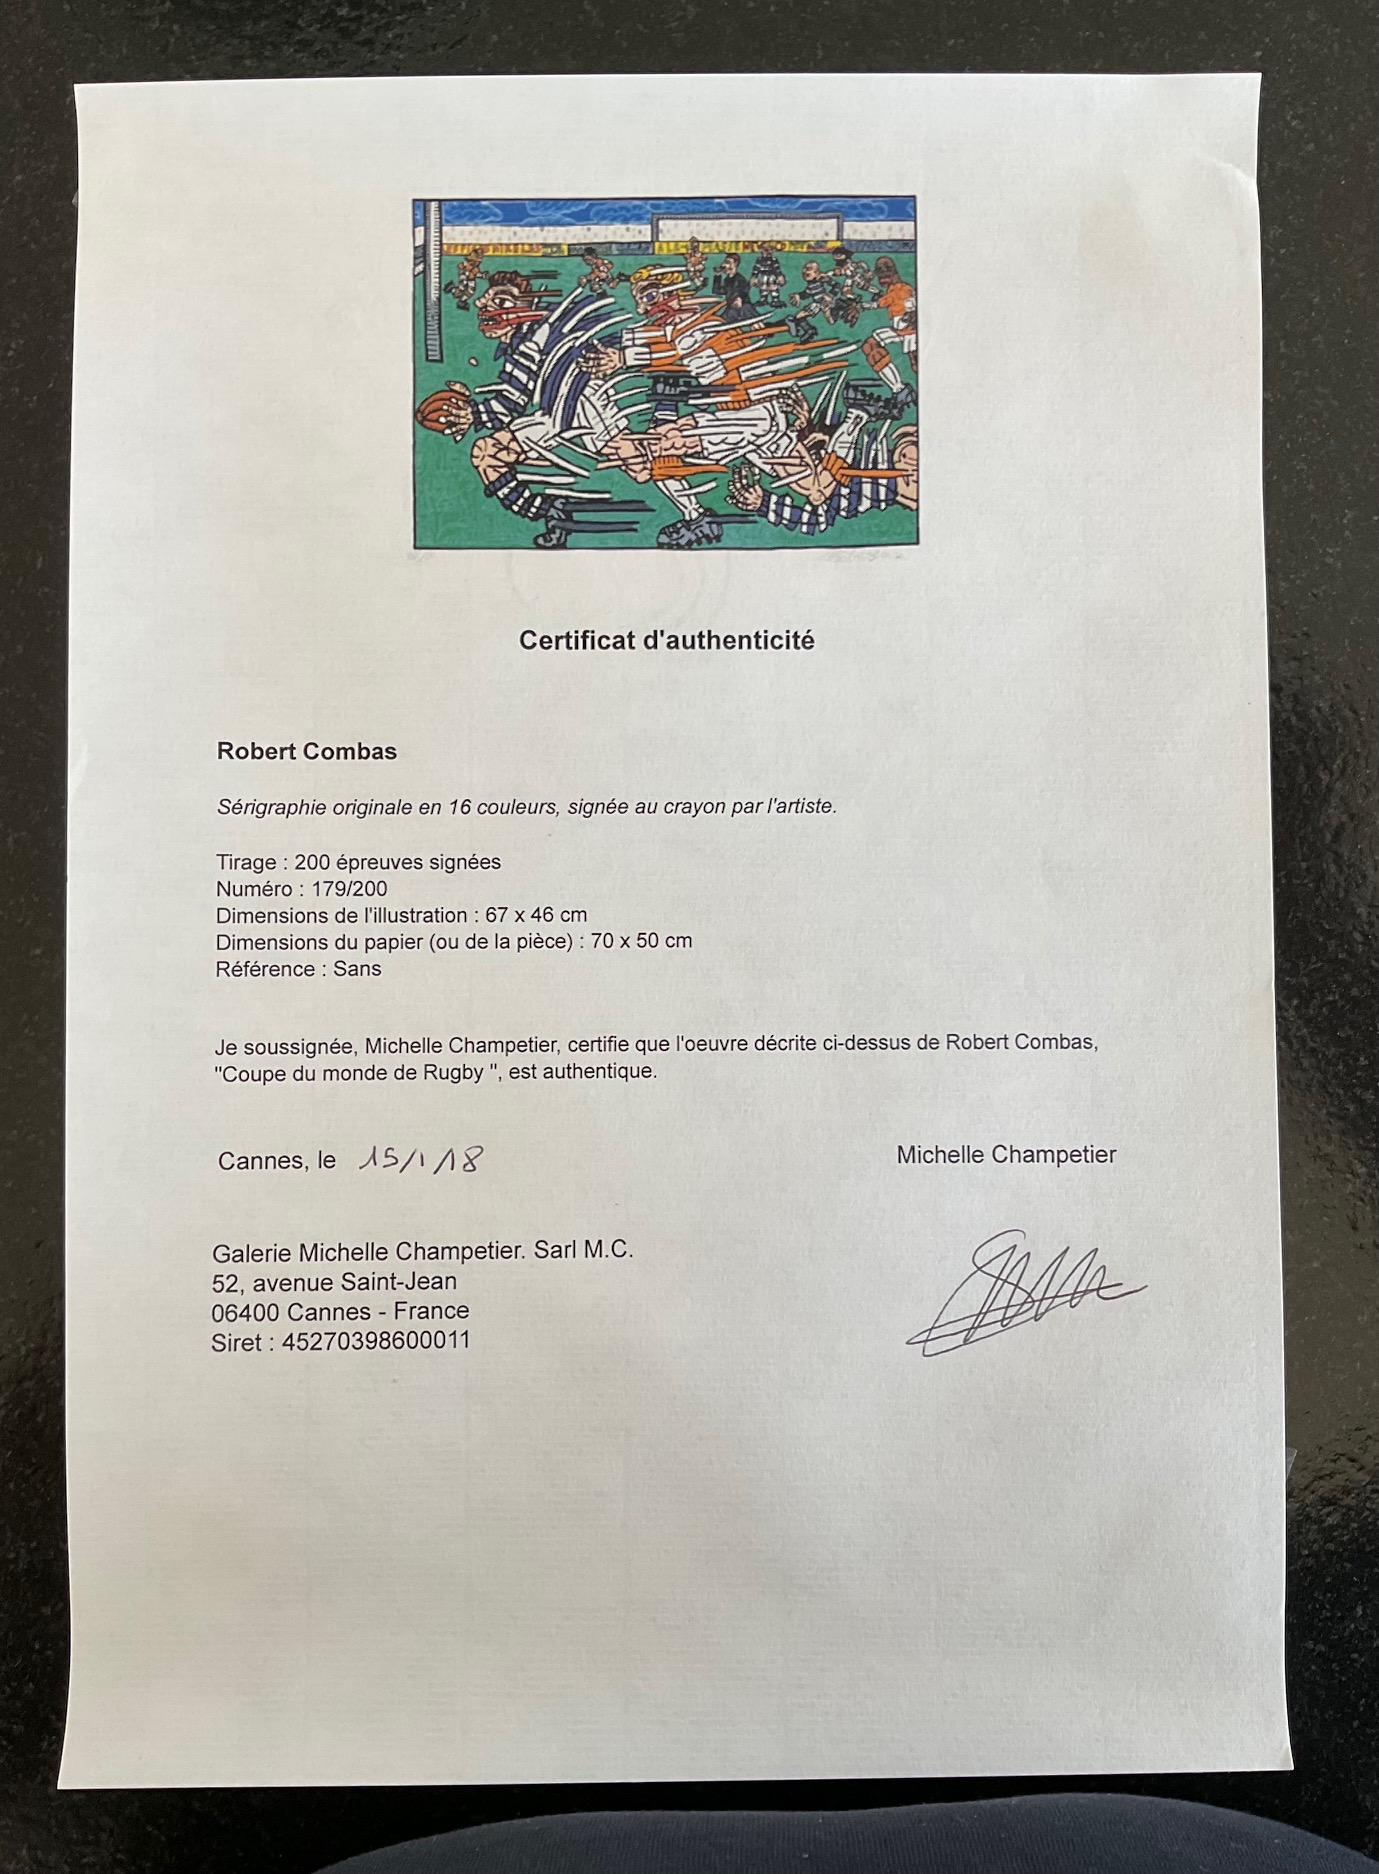 Certificat d'authenticité
Robert Combas
Sérigraphie originale en 16 couleurs, signée au crayon par l'artiste.
Tirage : 200 épreuves signées
Numéro : 179/200
Dimensions de l'illustration : 67 x 46 cm
Dimensions du papier (ou de la pièce) : 70 x 50 cm
Référence : Sans
Je soussignée, Michelle Champetier, certifie que l'oeuvre décrite ci-dessus de Robert Combas,
"Coupe du monde de Rugby ", est authentique.
Cannes, le 15/1/18
Michelle Champetier
Galerie Michelle Champetier. Sarl M.C.
52, avenue Saint-Jean
06400 Cannes - France
Siret : 45270398600011